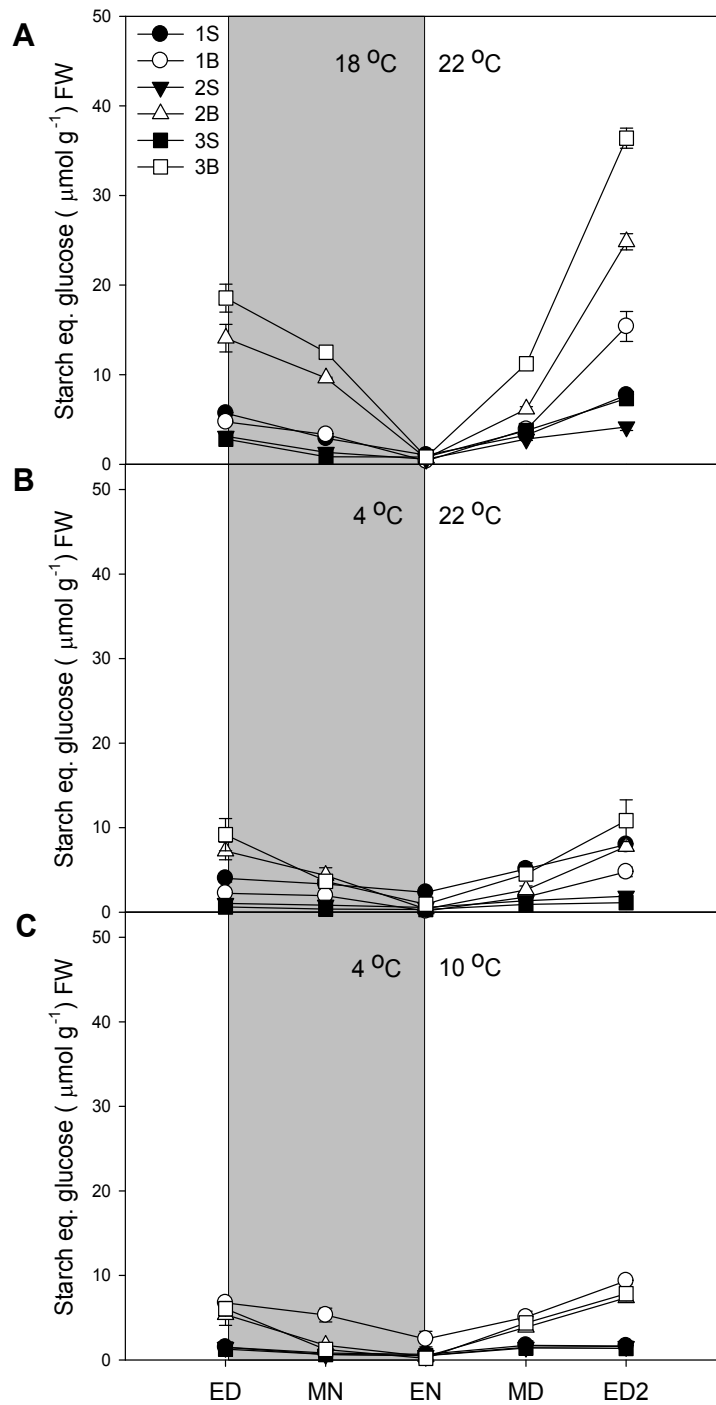 A
50
18 °C 22 °C
1S
1B
2S
2B
3S
3B
40
30
20
10
0
Starch eq. glucose ( μmol g⁻¹) FW
B
50
4 °C 22 °C
40
30
20
10
0
Starch eq. glucose ( μmol g⁻¹) FW
C
50
4 °C 10 °C
40
30
20
10
0
Starch eq. glucose ( μmol g⁻¹) FW
ED MN EN MD ED2